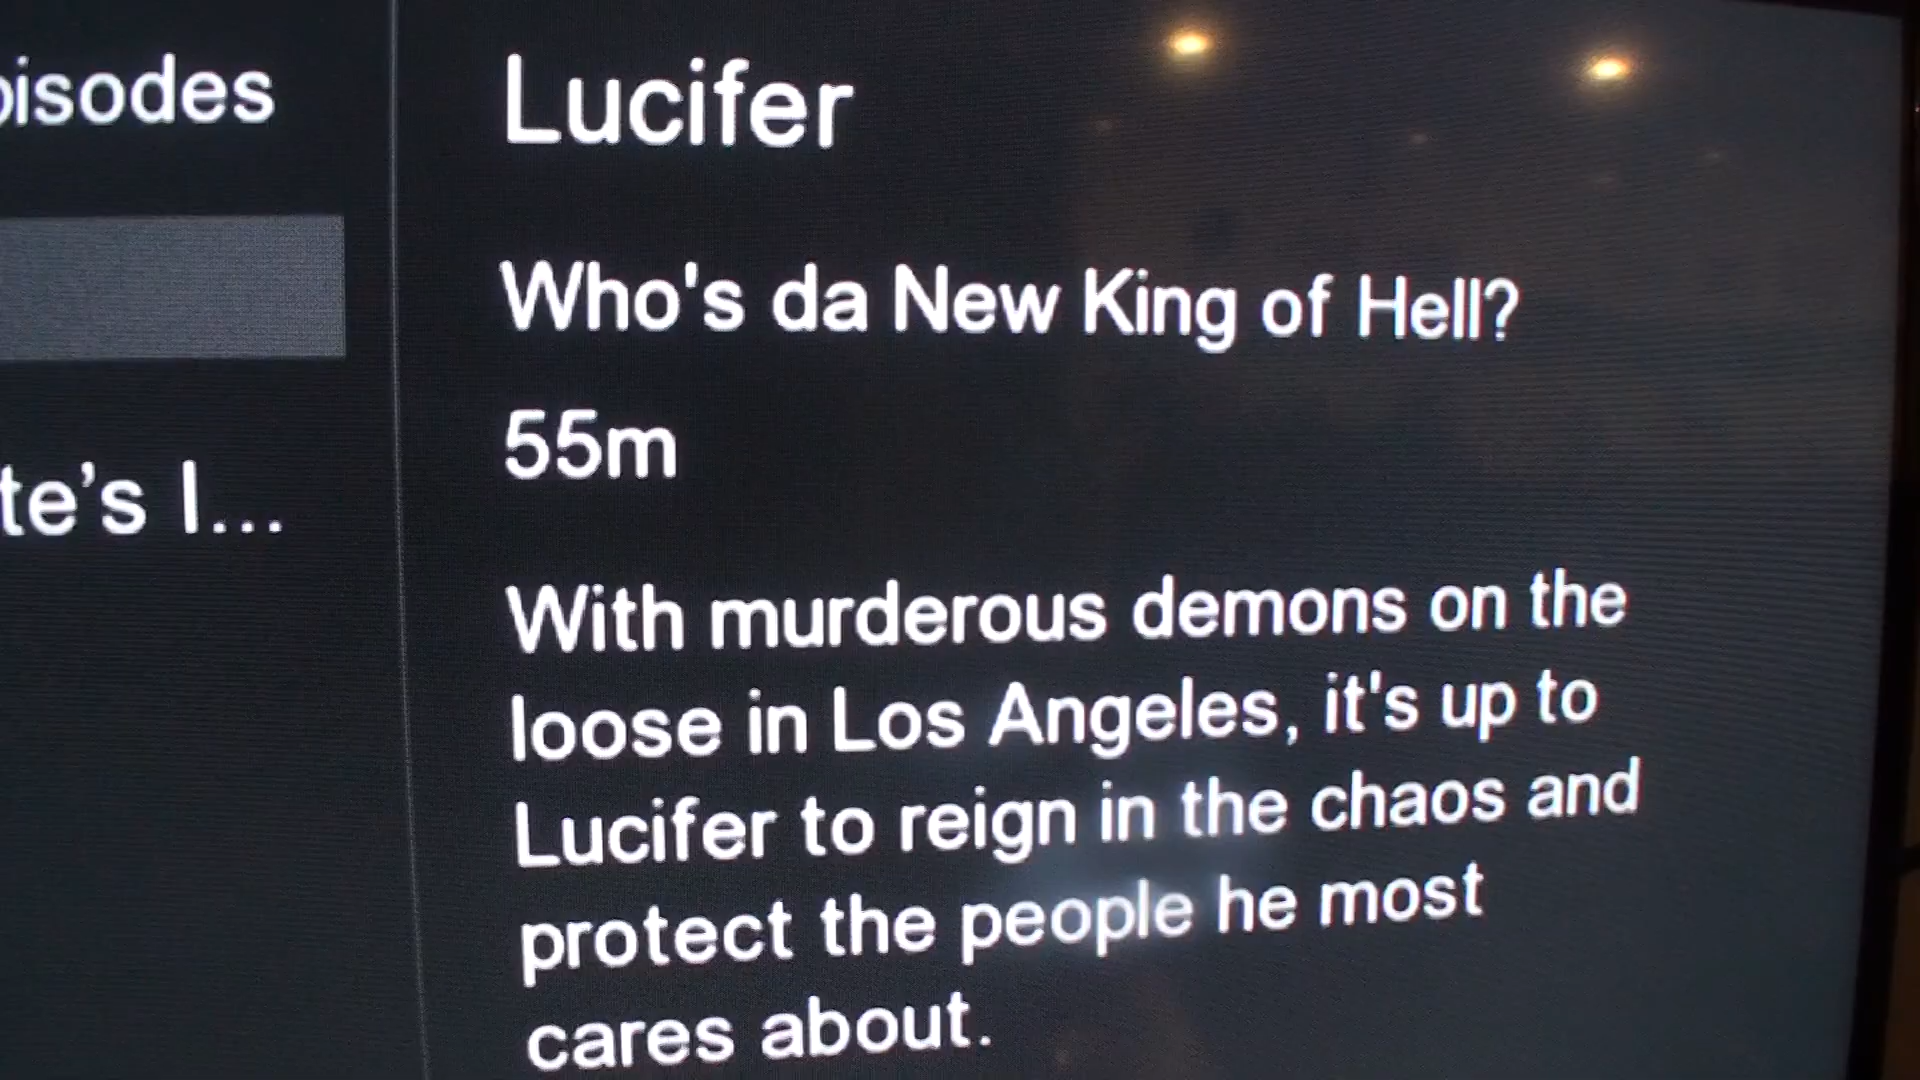 pisodes
te’s I...
Lucifer
Who's da New King of Hell?
55m
With murderous demons on the
loose in Los Angeles, it's up to
Lucifer to reign in the chaos and
protect the people he most
cares about.